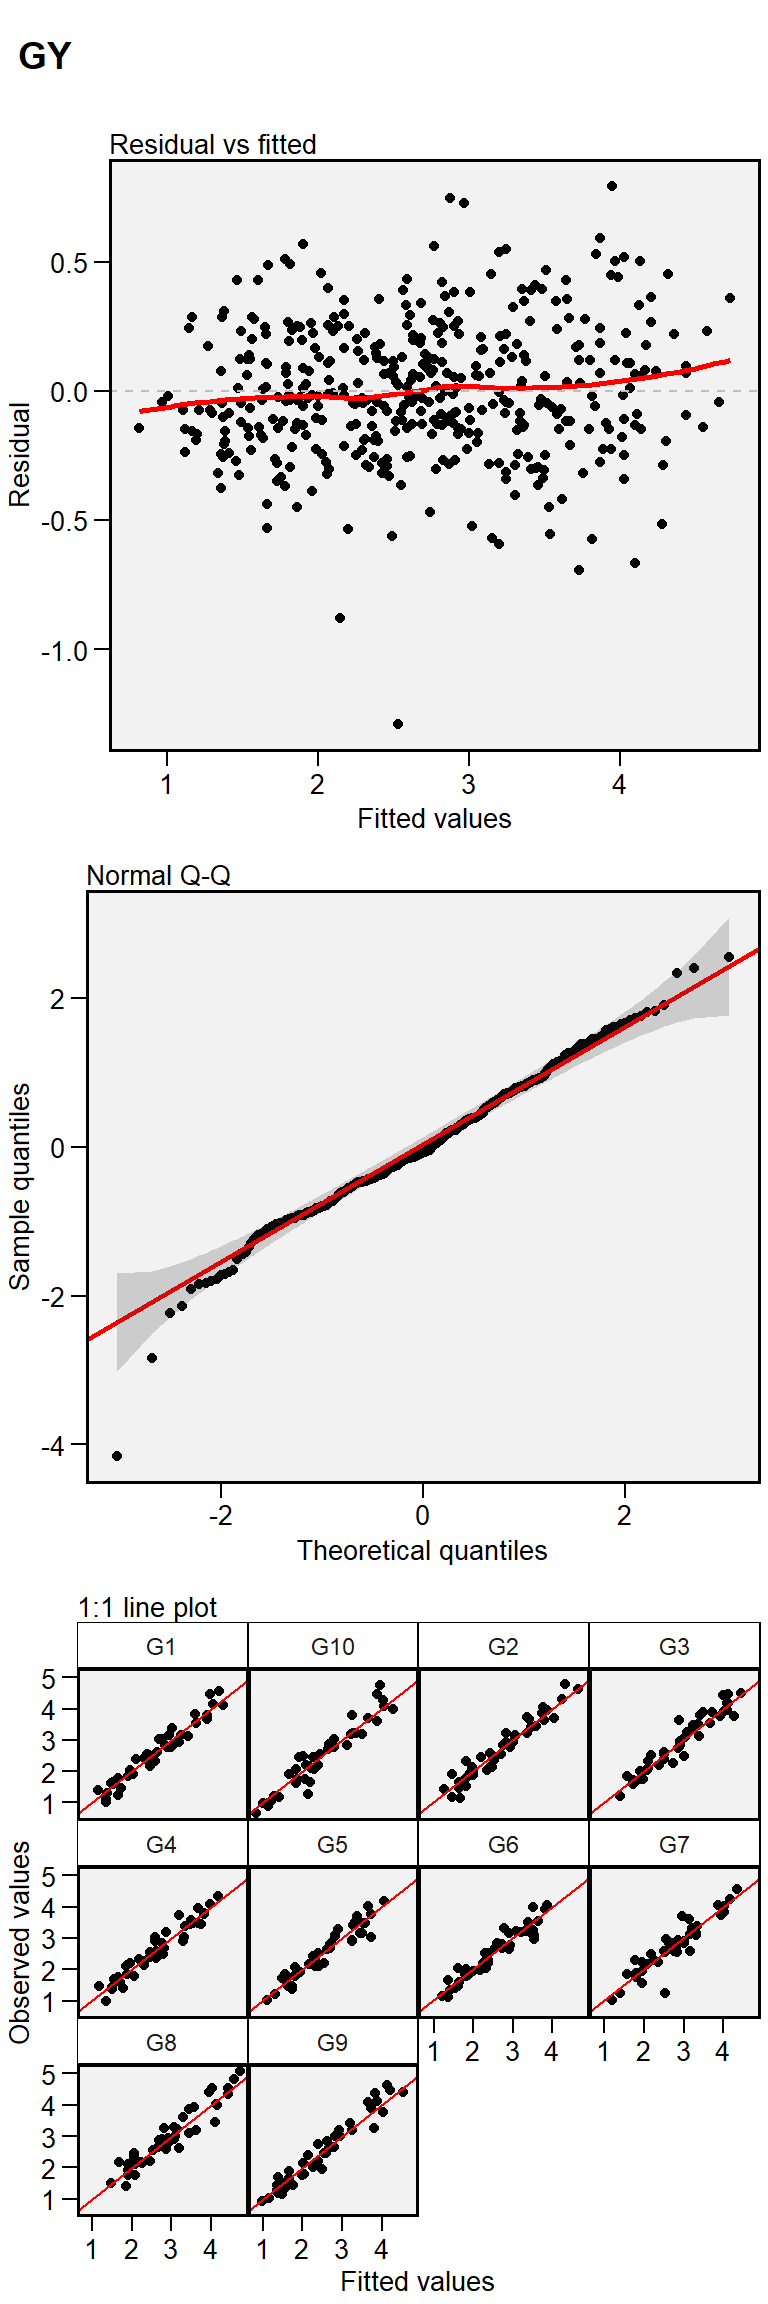 GY
Residual vs fitted
0.5
0.0
-0.5
-1.0
Residual
1 2 3 4
Fitted values
Normal Q-Q
2
0
-2
-4
Sample quantiles
-2 0 2
Theoretical quantiles
1:1 line plot
G1 G10 G2 G3
5
4
3
2
1
G4 G5 G6 G7
5
4
3
2
1
Observed values
1 2 3 4 1 2 3 4
G8 G9
5
4
3
2
1
1 2 3 4 1 2 3 4
Fitted values